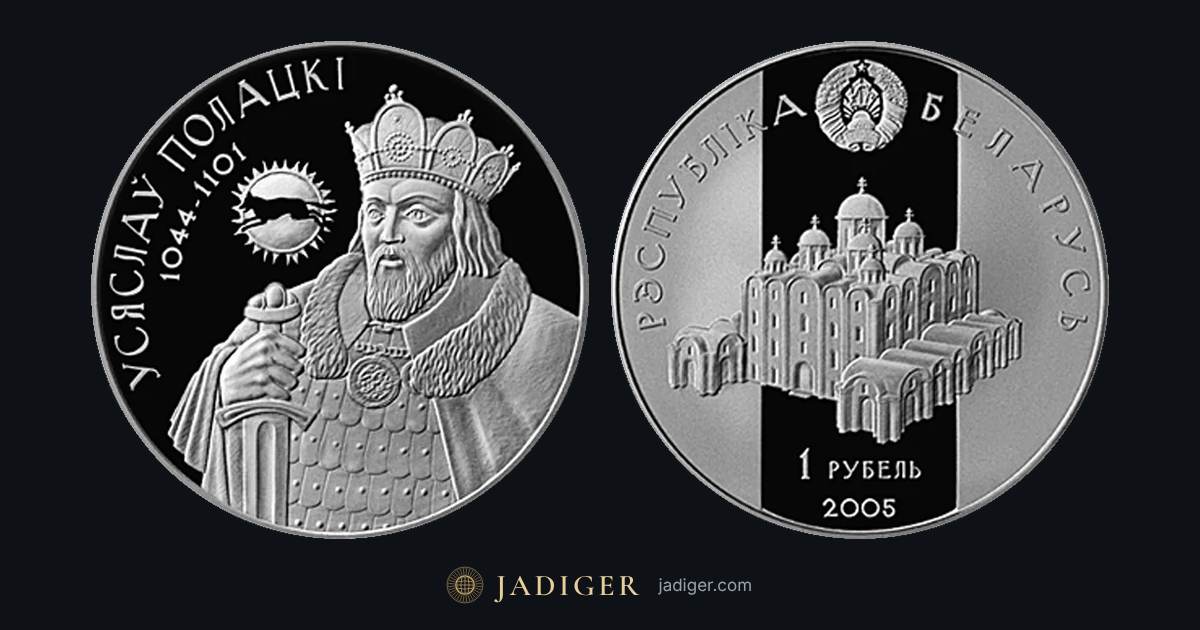 УСЯСЛАЎ ПОЛАЦКІ
1044-1101
РЭСПУБЛІКА БЕЛАРУСЬ
1 РУБЕЛЬ
2005
JADIGER jadiger.com